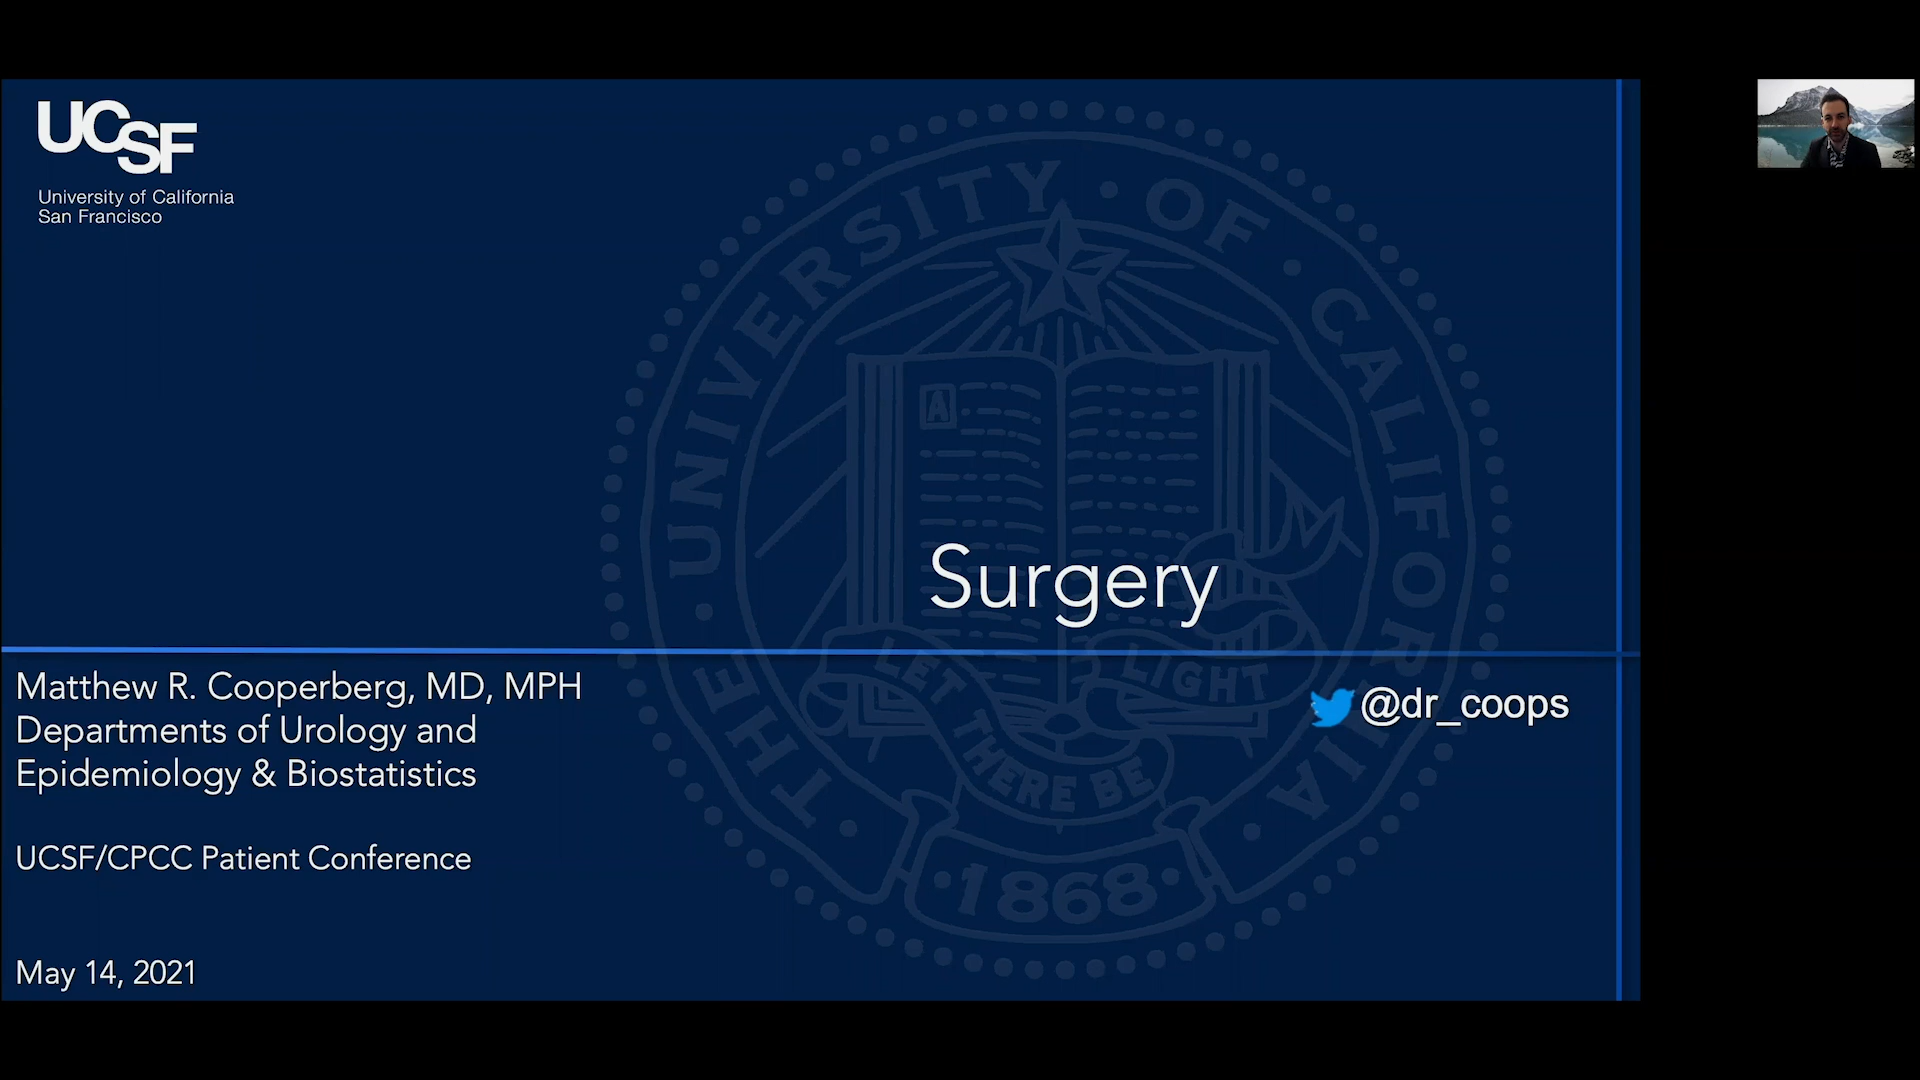 UCSF
University of California
San Francisco
THE · UNIVERSITY · OF · CALIFORNIA
A
Surgery
LET THERE BE LIGHT
Matthew R. Cooperberg, MD, MPH
Departments of Urology and
Epidemiology & Biostatistics
@dr_coops
UCSF/CPCC Patient Conference
·1868·
May 14, 2021